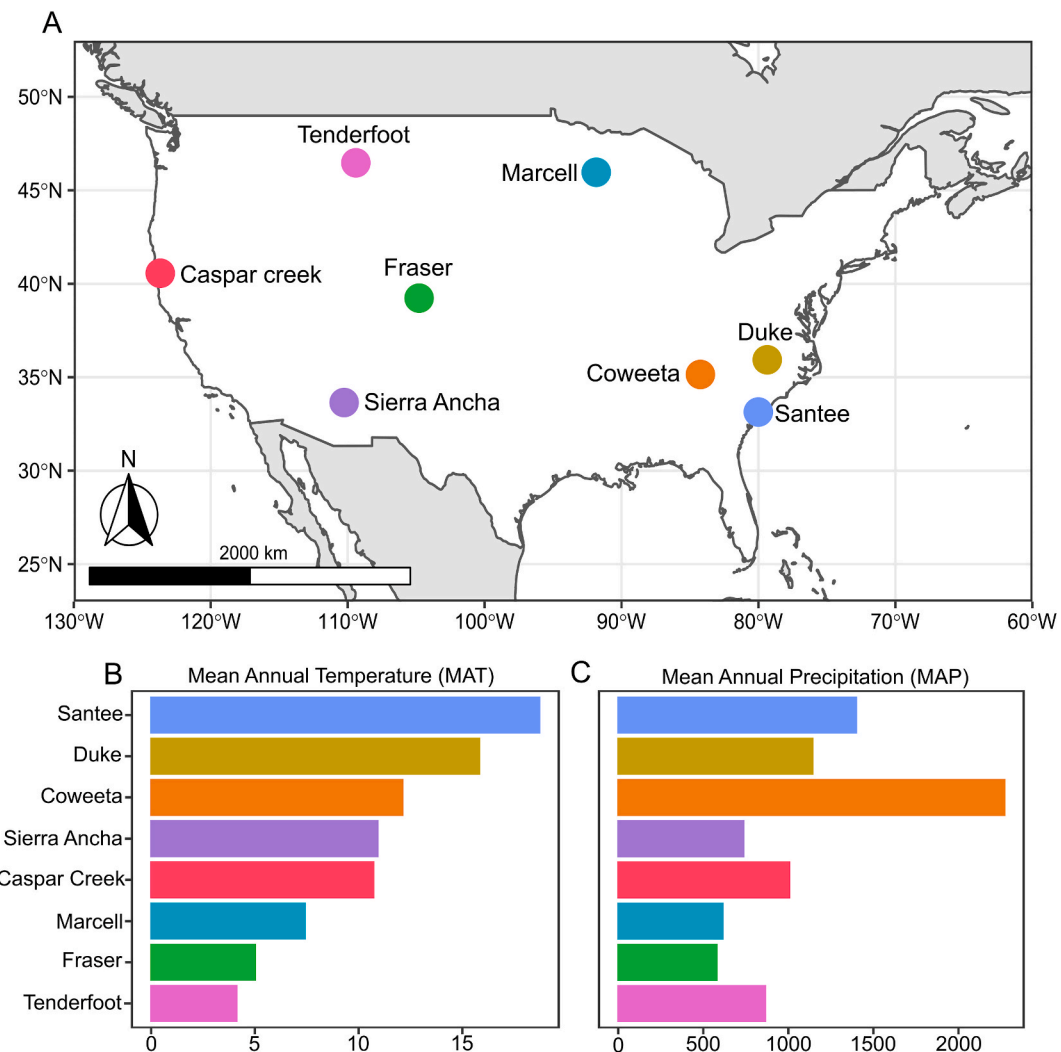 A
50°N
45°N
40°N
35°N
30°N
25°N
Tenderfoot
Marcell
Caspar creek
Fraser
Duke
Coweeta
Sierra Ancha
Santee
N
2000 km
130°W 120°W 110°W 100°W 90°W 80°W 70°W 60°W
B Mean Annual Temperature (MAT)
Santee
Duke
Coweeta
Sierra Ancha
Caspar Creek
Marcell
Fraser
Tenderfoot
0 5 10 15
C Mean Annual Precipitation (MAP)
0 500 1000 1500 2000